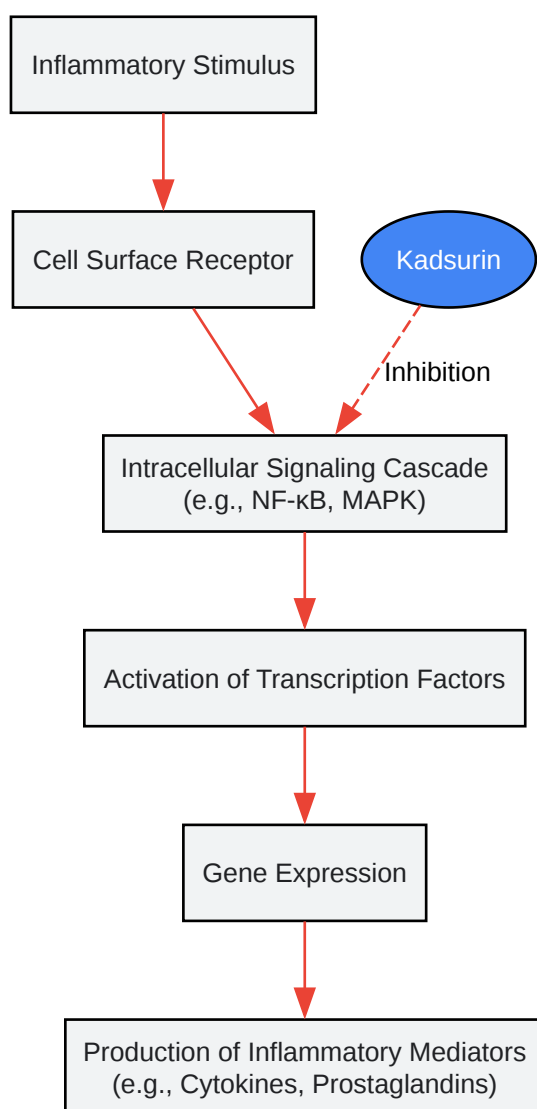 Inflammatory Stimulus
Cell Surface Receptor
Kadsurin
Inhibition
Intracellular Signaling Cascade
(e.g., NF-κB, MAPK)
Activation of Transcription Factors
Gene Expression
Production of Inflammatory Mediators
(e.g., Cytokines, Prostaglandins)